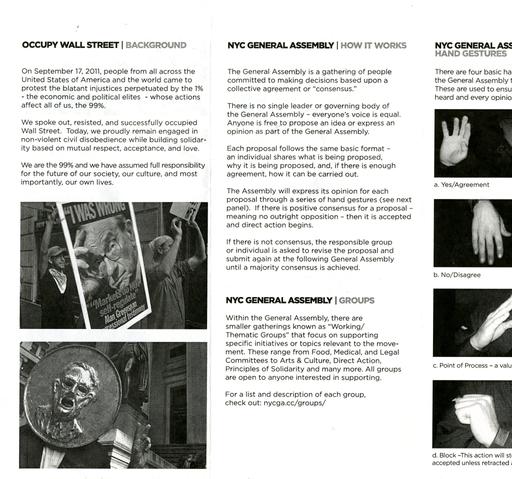 OCCUPY WALL STREET | BACKGROUND
On September 17, 2011, people from all across the
United States of America and the world came to
protest the blatant injustices perpetuated by the 1%
- the economic and political elites - whose actions
affect all of us, the 99%.
We spoke out, resisted, and successfully occupied
Wall Street. Today, we proudly remain engaged in
non-violent civil disobedience while building solidar-
ity based on mutual respect, acceptance, and love.
We are the 99% and we have assumed full responsibility
for the future of our society, our culture, and most
importantly, our own lives.
"I WAS WRONG"
"Markets do not
self-regulate
Alan Greenspan
NYC GENERAL ASSEMBLY | HOW IT WORKS
The General Assembly is a gathering of people
committed to making decisions based upon a
collective agreement or "consensus."
There is no single leader or governing body of
the General Assembly – everyone's voice is equal.
Anyone is free to propose an idea or express an
opinion as part of the General Assembly.
Each proposal follows the same basic format –
an individual shares what is being proposed,
why it is being proposed, and, if there is enough
agreement, how it can be carried out.
The Assembly will express its opinion for each
proposal through a series of hand gestures (see next
panel). If there is positive consensus for a proposal –
meaning no outright opposition – then it is accepted
and direct action begins.
If there is not consensus, the responsible group
or individual is asked to revise the proposal and
submit again at the following General Assembly
until a majority consensus is achieved.
NYC GENERAL ASSEMBLY | GROUPS
Within the General Assembly, there are
smaller gatherings known as "Working/
Thematic Groups" that focus on supporting
specific initiatives or topics relevant to the move-
ment. These range from Food, Medical, and Legal
Committees to Arts & Culture, Direct Action,
Principles of Solidarity and many more. All groups
are open to anyone interested in supporting.
For a list and description of each group,
check out: nycga.cc/groups/
NYC GENERAL ASS
HAND GESTURES
There are four basic ha
the General Assembly t
These are used to ensu
heard and every opinio
a. Yes/Agreement
b. No/Disagree
c. Point of Process – a valu
d. Block –This action will st
accepted unless retracted a